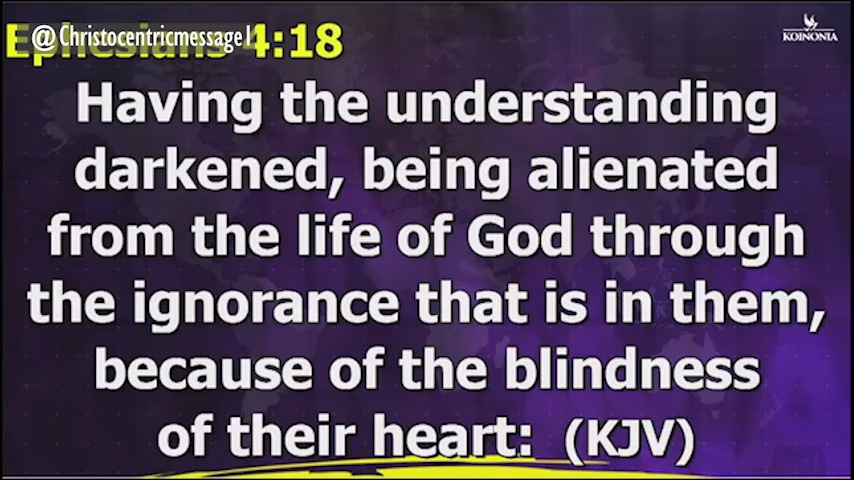 @Christocentricmessage1
Ephesians 4:18
KOINONIA
Having the understanding
darkened, being alienated
from the life of God through
the ignorance that is in them,
because of the blindness
of their heart: (KJV)